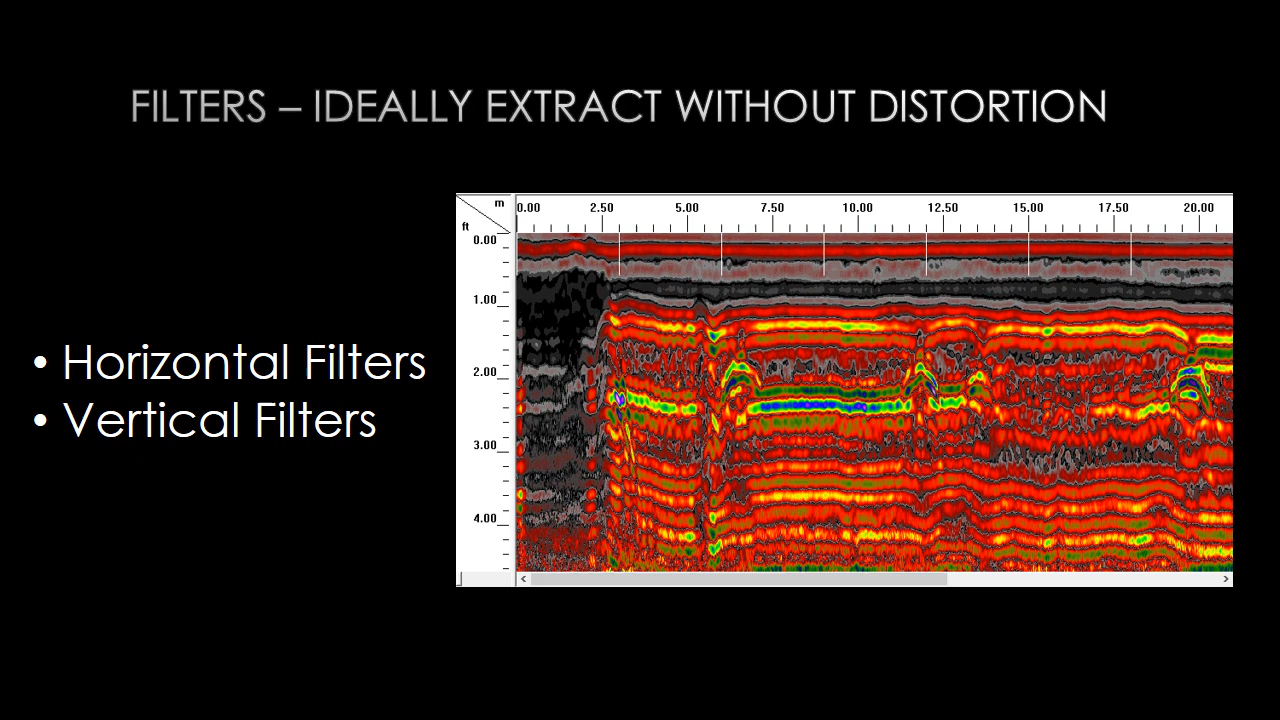 FILTERS – IDEALLY EXTRACT WITHOUT DISTORTION
m
0.00 2.50 5.00 7.50 10.00 12.50 15.00 17.50 20.00
ft
0.00
1.00
2.00
3.00
4.00
• Horizontal Filters
• Vertical Filters